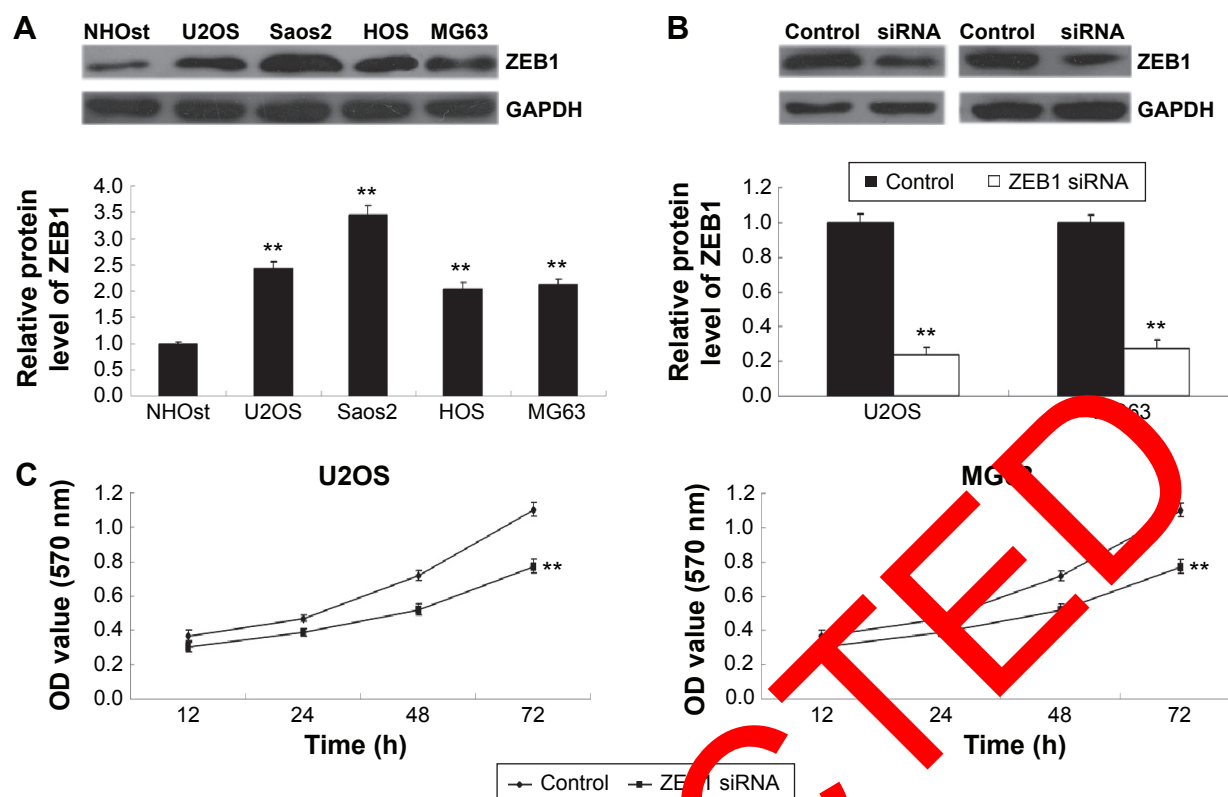 A
NHOst U2OS Saos2 HOS MG63
ZEB1
GAPDH
Relative protein
level of ZEB1
4.0
3.5
3.0
2.5
2.0
1.5
1.0
0.5
0.0
**
**
**
**
NHOst U2OS Saos2 HOS MG63
B
Control siRNA Control siRNA
ZEB1
GAPDH
Relative protein
level of ZEB1
1.2
1.0
0.8
0.6
0.4
0.2
0.0
Control ZEB1 siRNA
**
**
U2OS
63
C
U2OS
OD value (570 nm)
1.2
1.0
0.8
0.6
0.4
0.2
0.0
**
12 24 48 72
Time (h)
MG
OD value (570 nm)
1.2
1.0
0.8
0.6
0.4
0.2
0.0
**
12 24 48 72
Time (h)
Control ZEB1 siRNA
CTED